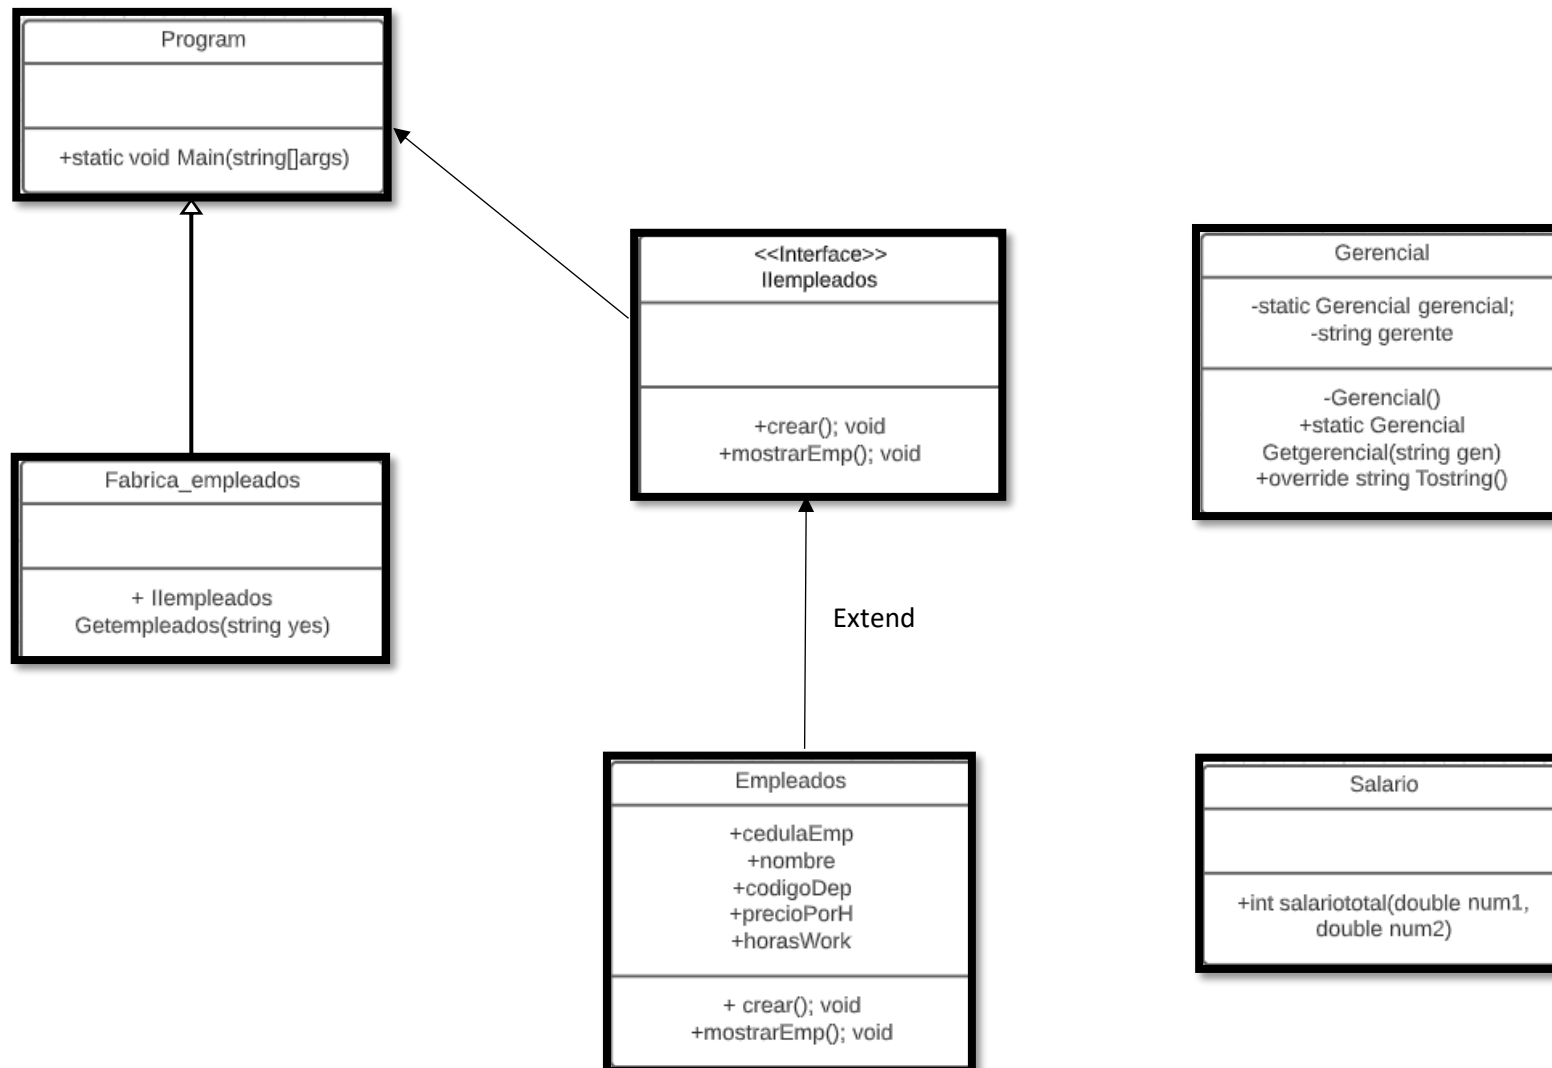 Program
+static void Main(string[]args)
<<Interface>>
IIempleados
+crear(); void
+mostrarEmp(); void
Gerencial
-static Gerencial gerencial;
-string gerente
-Gerencial()
+static Gerencial
Getgerencial(string gen)
+override string Tostring()
Fabrica_empleados
+ IIempleados
Getempleados(string yes)
Extend
Empleados
+cedulaEmp
+nombre
+codigoDep
+precioPorH
+horasWork
+ crear(); void
+mostrarEmp(); void
Salario
+int salariototal(double num1,
double num2)